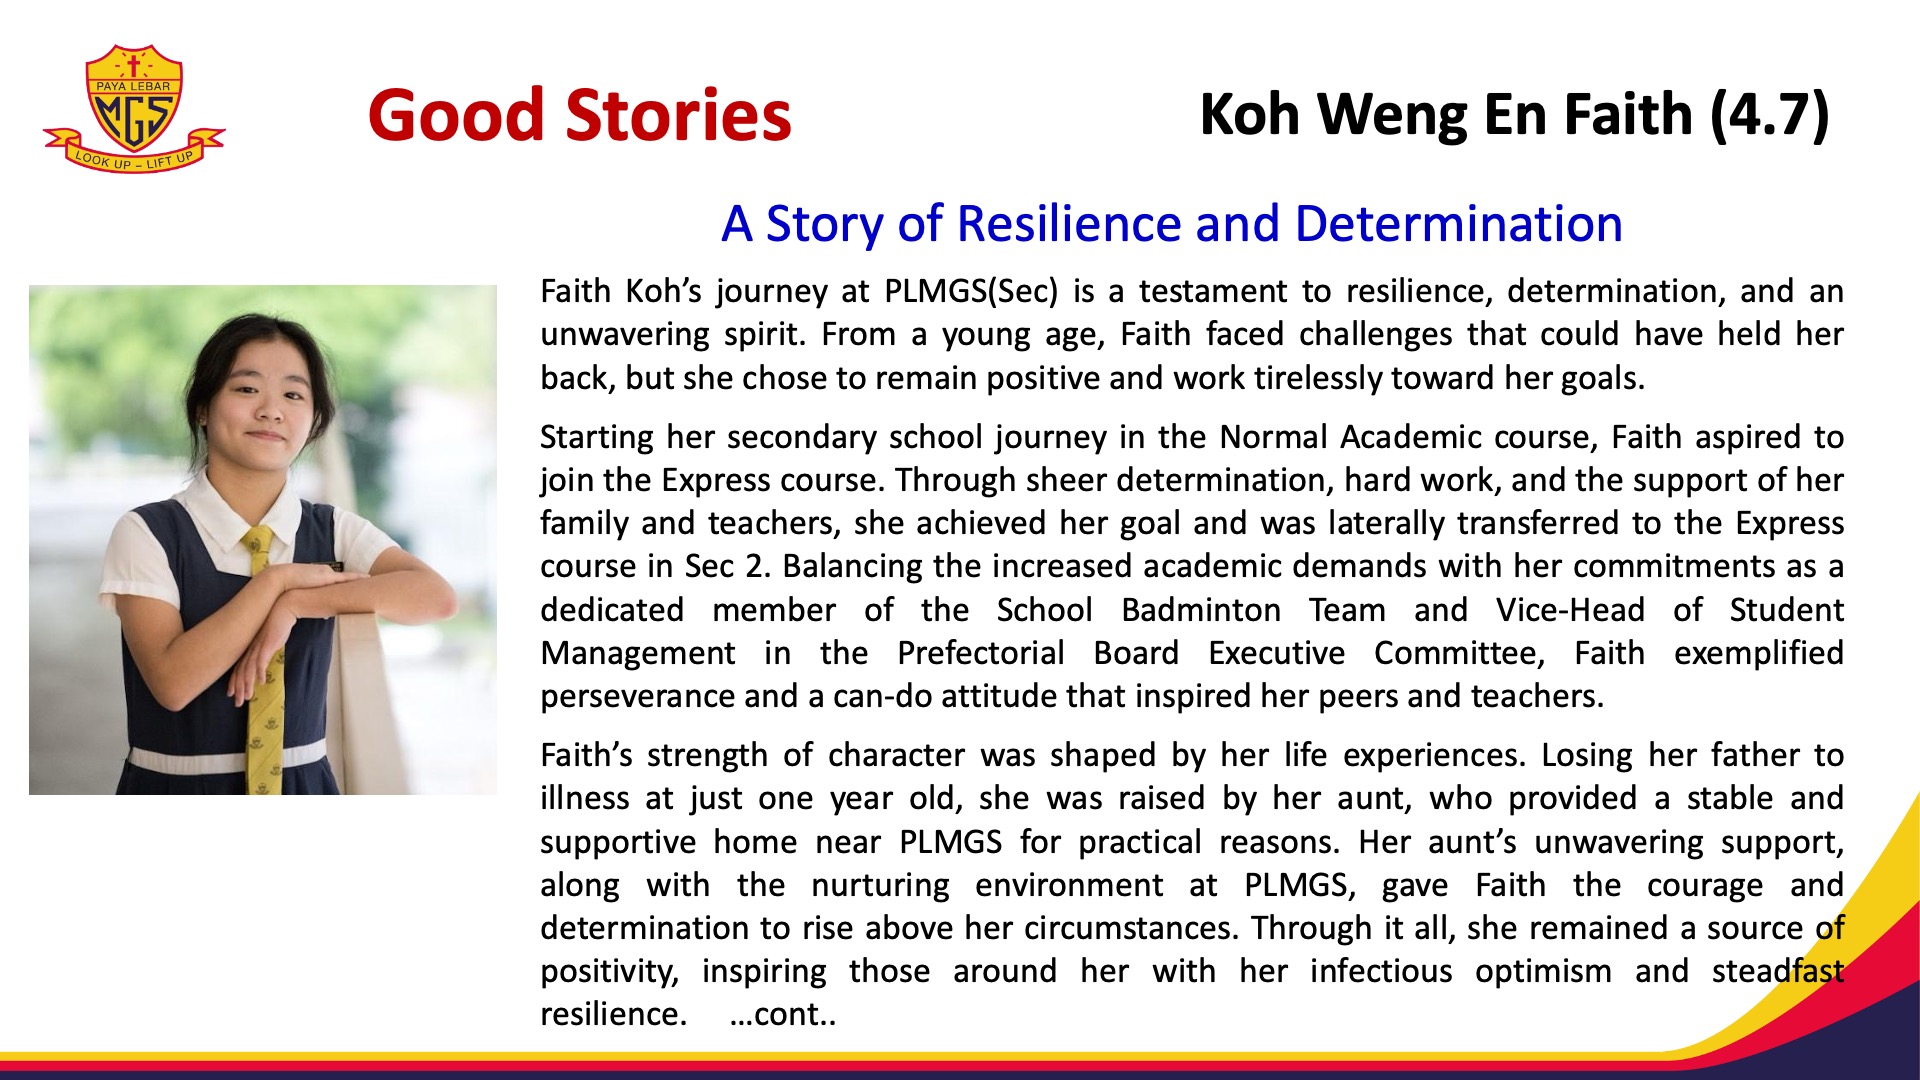 PAYA LEBAR
MGS
LOOK UP – LIFT UP
Good Stories
Koh Weng En Faith (4.7)
A Story of Resilience and Determination
Faith Koh’s journey at PLMGS(Sec) is a testament to resilience, determination, and an
unwavering spirit. From a young age, Faith faced challenges that could have held her
back, but she chose to remain positive and work tirelessly toward her goals.
Starting her secondary school journey in the Normal Academic course, Faith aspired to
join the Express course. Through sheer determination, hard work, and the support of her
family and teachers, she achieved her goal and was laterally transferred to the Express
course in Sec 2. Balancing the increased academic demands with her commitments as a
dedicated member of the School Badminton Team and Vice-Head of Student
Management in the Prefectorial Board Executive Committee, Faith exemplified
perseverance and a can-do attitude that inspired her peers and teachers.
Faith’s strength of character was shaped by her life experiences. Losing her father to
illness at just one year old, she was raised by her aunt, who provided a stable and
supportive home near PLMGS for practical reasons. Her aunt’s unwavering support,
along with the nurturing environment at PLMGS, gave Faith the courage and
determination to rise above her circumstances. Through it all, she remained a source of
positivity, inspiring those around her with her infectious optimism and steadfast
resilience. …cont..